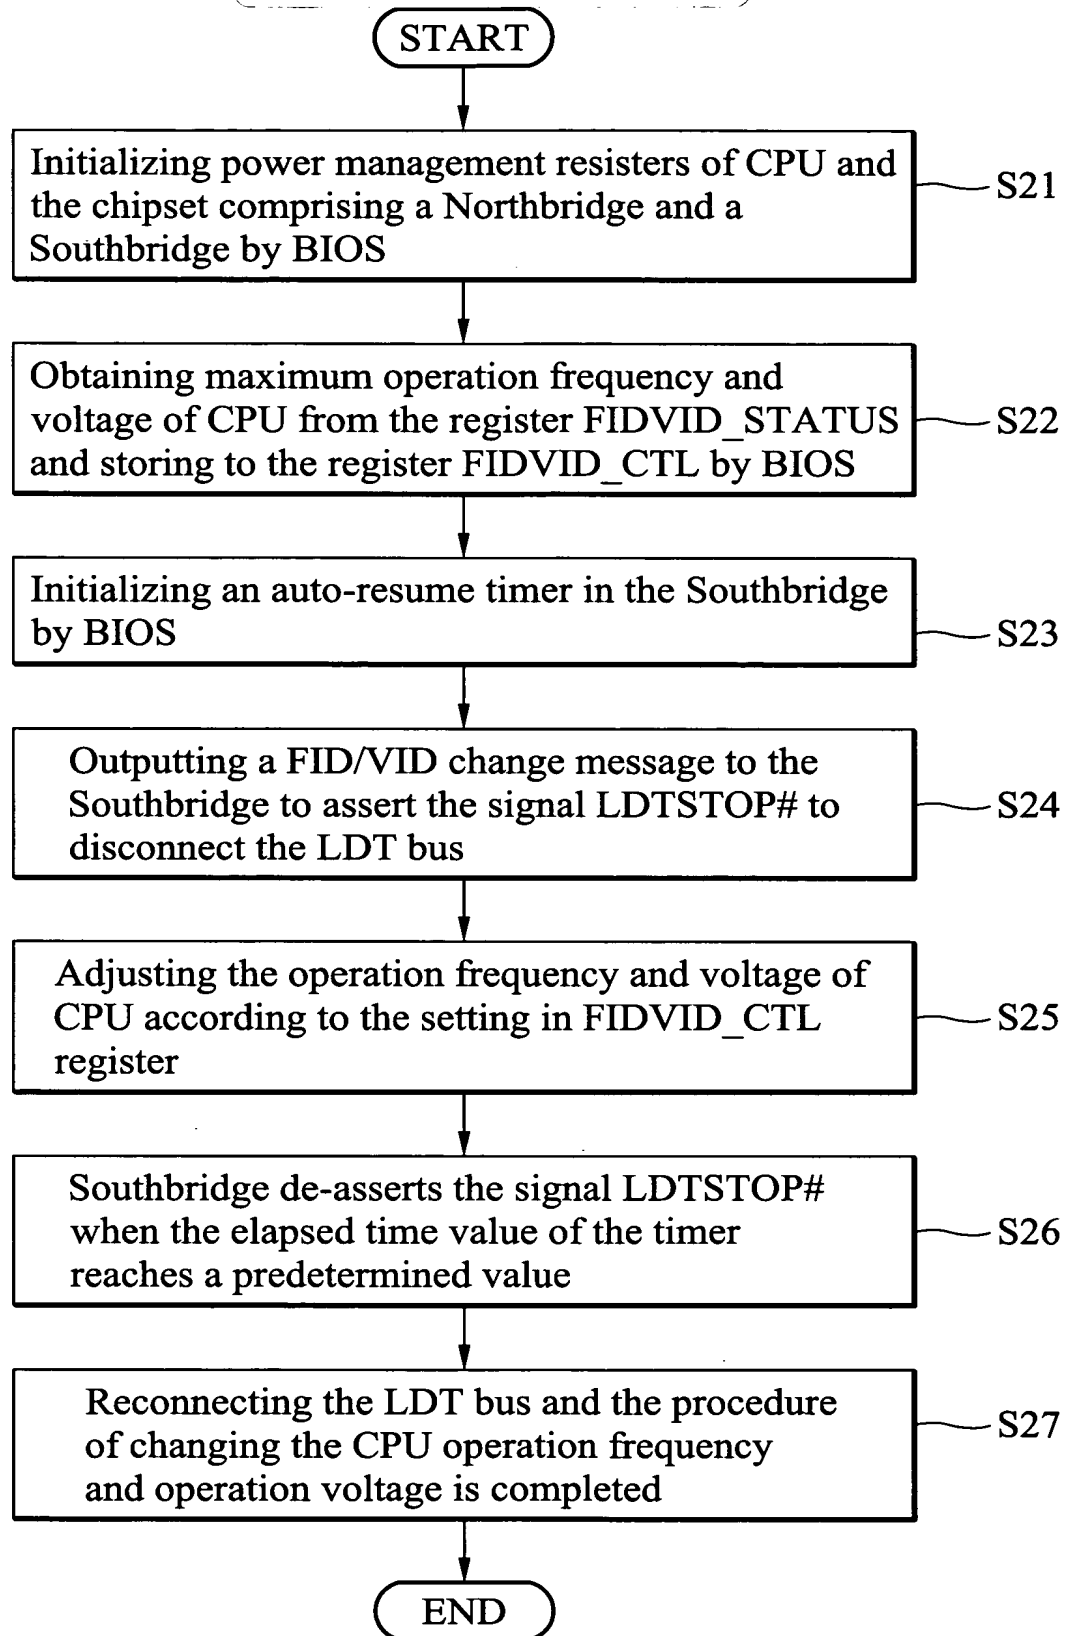 START
Initializing power management resisters of CPU and
the chipset comprising a Northbridge and a
Southbridge by BIOS
S21
Obtaining maximum operation frequency and
voltage of CPU from the register FIDVID_STATUS
and storing to the register FIDVID_CTL by BIOS
S22
Initializing an auto-resume timer in the Southbridge
by BIOS
S23
Outputting a FID/VID change message to the
Southbridge to assert the signal LDTSTOP# to
disconnect the LDT bus
S24
Adjusting the operation frequency and voltage of
CPU according to the setting in FIDVID_CTL
register
S25
Southbridge de-asserts the signal LDTSTOP#
when the elapsed time value of the timer
reaches a predetermined value
S26
Reconnecting the LDT bus and the procedure
of changing the CPU operation frequency
and operation voltage is completed
S27
END